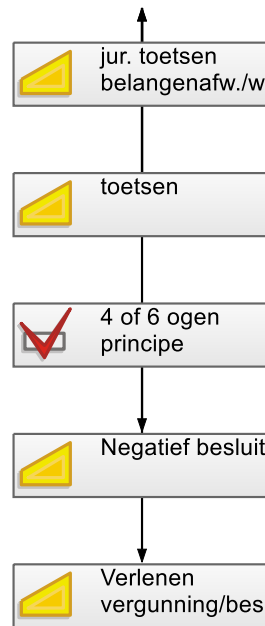 jur. toetsen
belangenafw./w
toetsen
4 of 6 ogen
principe
Negatief besluit
Verlenen
vergunning/bes